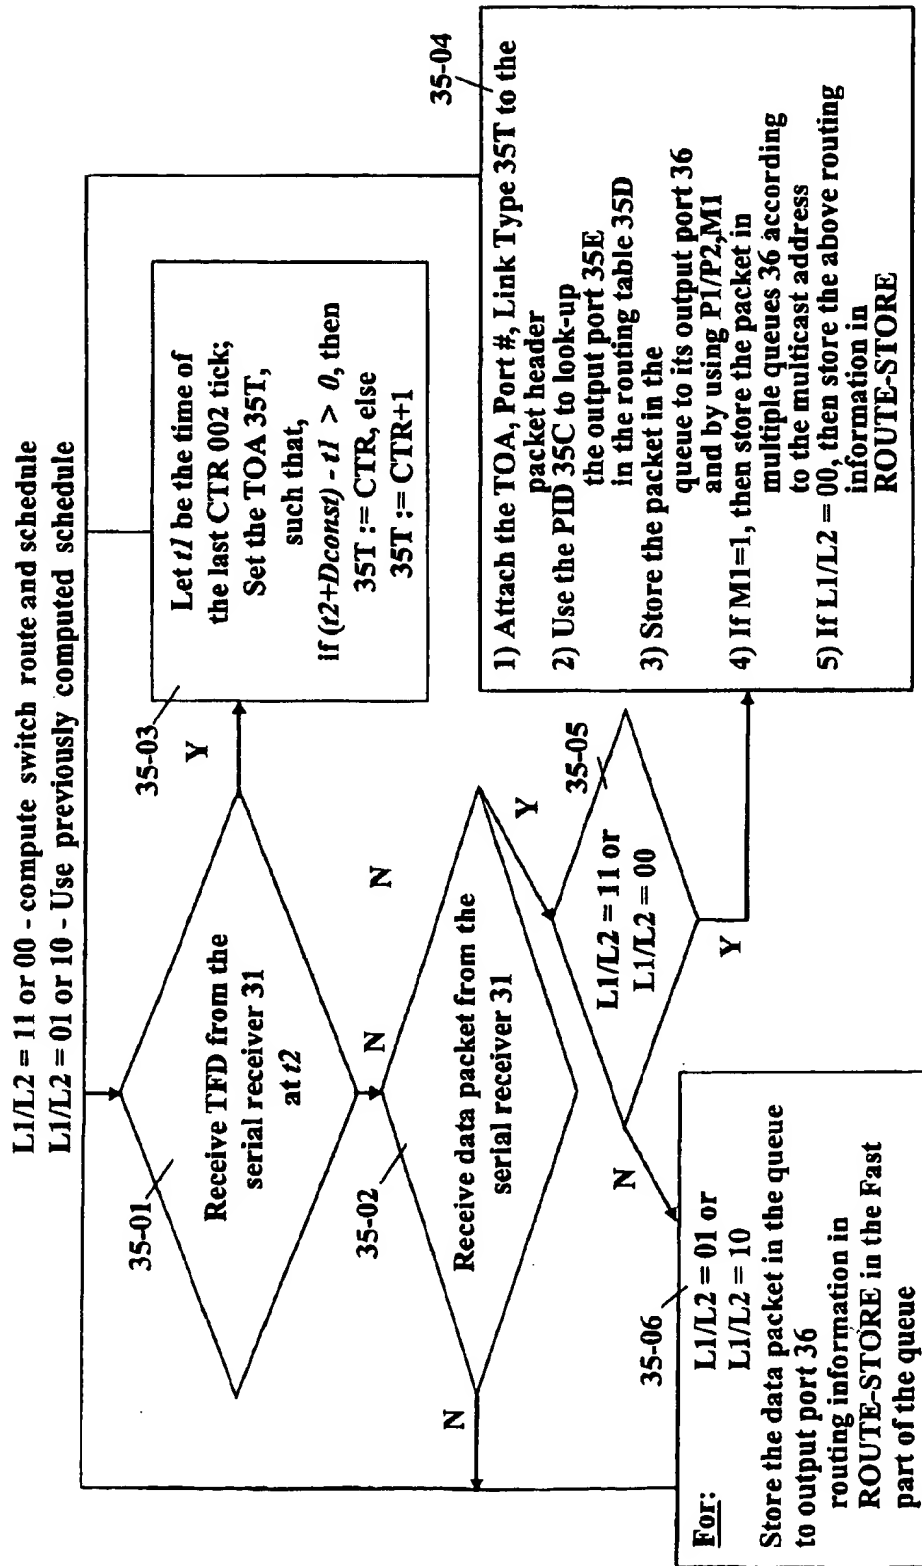 L1/L2 = 11 or 00 - compute switch route and schedule
L1/L2 = 01 or 10 - Use previously computed schedule
35-01
Receive TFD from the
serial receiver 31
at t2
Y
35-03
Let t1 be the time of
the last CTR 002 tick;
Set the TOA 35T,
such that,
if (t2+Dconst) - t1 > 0, then
35T := CTR, else
35T := CTR+1
N
N
35-02
Receive data packet from the
serial receiver 31
N
Y
35-05
L1/L2 = 11 or
L1/L2 = 00
N
Y
35-04
1) Attach the TOA, Port #, Link Type 35T to the
packet header
2) Use the PID 35C to look-up
the output port 35E
in the routing table 35D
3) Store the packet in the
queue to its output port 36
and by using P1/P2,M1
4) If M1=1, then store the packet in
multiple queues 36 according
to the multicast address
5) If L1/L2 = 00, then store the above routing
information in
ROUTE-STORE
35-06
For:
L1/L2 = 01 or
L1/L2 = 10
Store the data packet in the queue
to output port 36
routing information in
ROUTE-STORE in the Fast
part of the queue